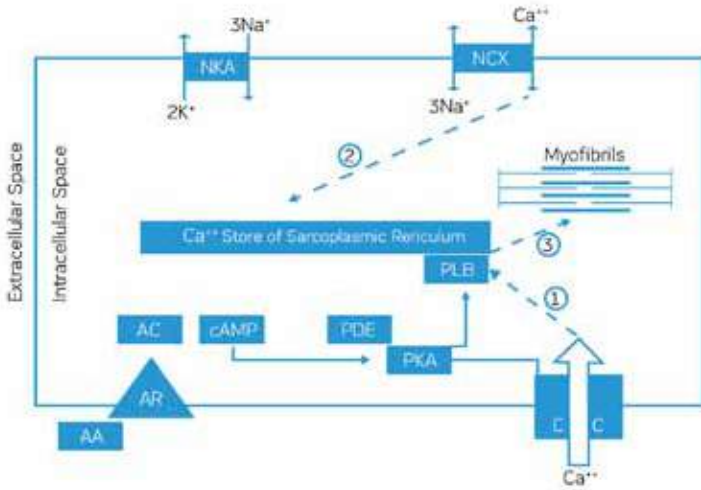 3Na⁺
Ca⁺⁺
NKA
NCX
2K⁺
3Na⁺
②
Myofibrils
Extracellular Space
Intracellular Space
Ca⁺⁺ Store of Sarcoplasmic Rericulum
③
PLB
①
AC
cAMP
PDE
PKA
AR
AA
C C
Ca⁺⁺